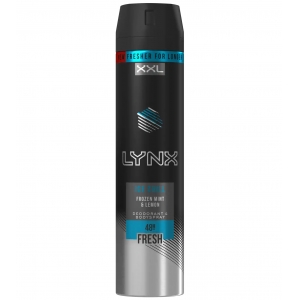 FRESHER FOR LONGER
XXL
LYNX
FROZEN MINT
& LEMON
DEODORANT &
BODYSPRAY
48H
FRESH